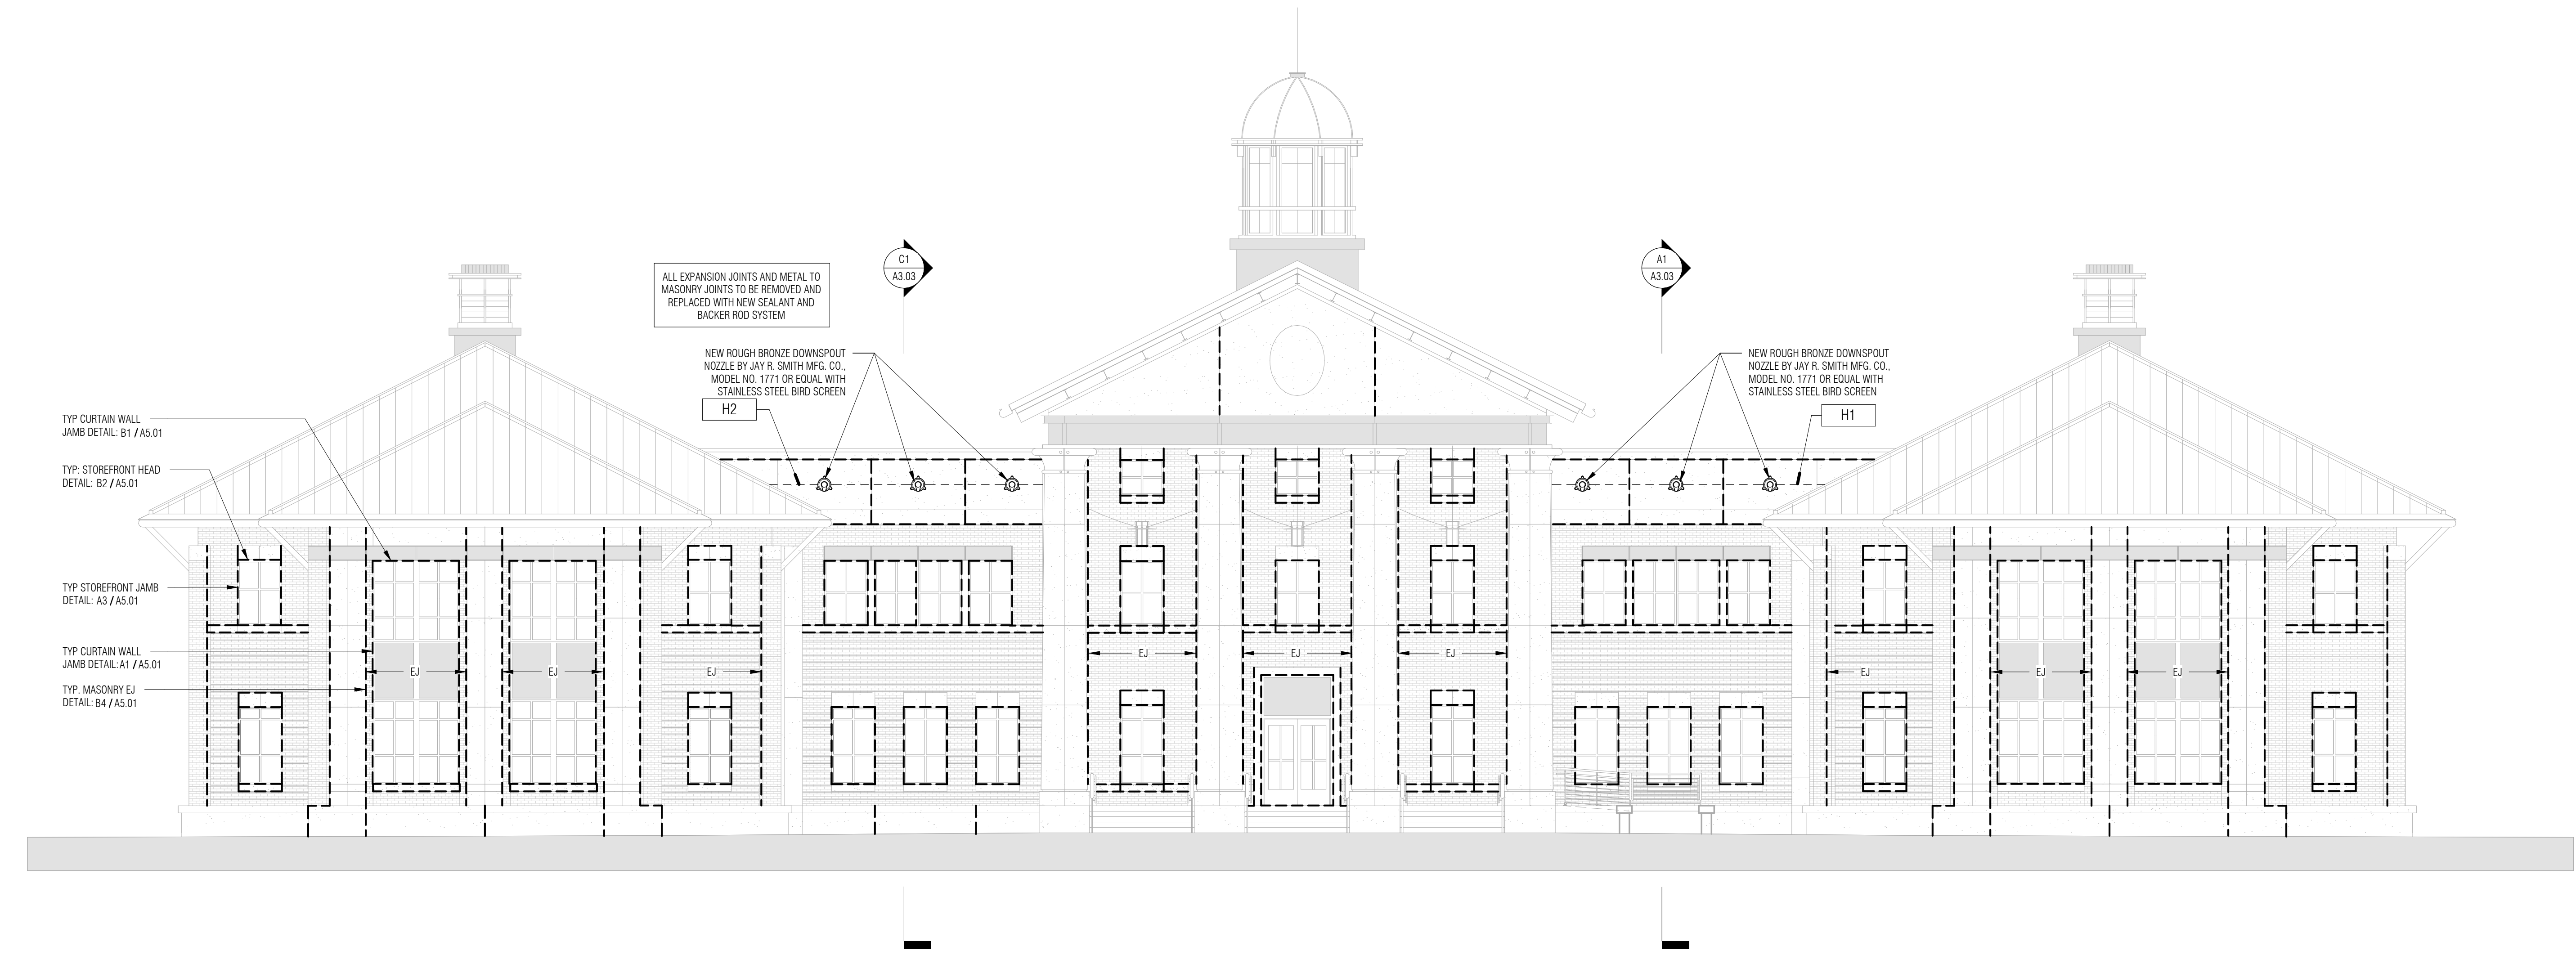 C1
A3.03
A1
A3.03
ALL EXPANSION JOINTS AND METAL TO
MASONRY JOINTS TO BE REMOVED AND
REPLACED WITH NEW SEALANT AND
BACKER ROD SYSTEM
NEW ROUGH BRONZE DOWNSPOUT
NOZZLE BY JAY R. SMITH MFG. CO.,
MODEL NO. 1771 OR EQUAL WITH
STAINLESS STEEL BIRD SCREEN
H2
NEW ROUGH BRONZE DOWNSPOUT
NOZZLE BY JAY R. SMITH MFG. CO.,
MODEL NO. 1771 OR EQUAL WITH
STAINLESS STEEL BIRD SCREEN
H1
TYP CURTAIN WALL
JAMB DETAIL: B1 / A5.01
TYP: STOREFRONT HEAD
DETAIL: B2 / A5.01
TYP STOREFRONT JAMB
DETAIL: A3 / A5.01
TYP CURTAIN WALL
JAMB DETAIL: A1 / A5.01
TYP. MASONRY EJ
DETAIL: B4 / A5.01
EJ
EJ
EJ
EJ
EJ
EJ
EJ
EJ
EJ